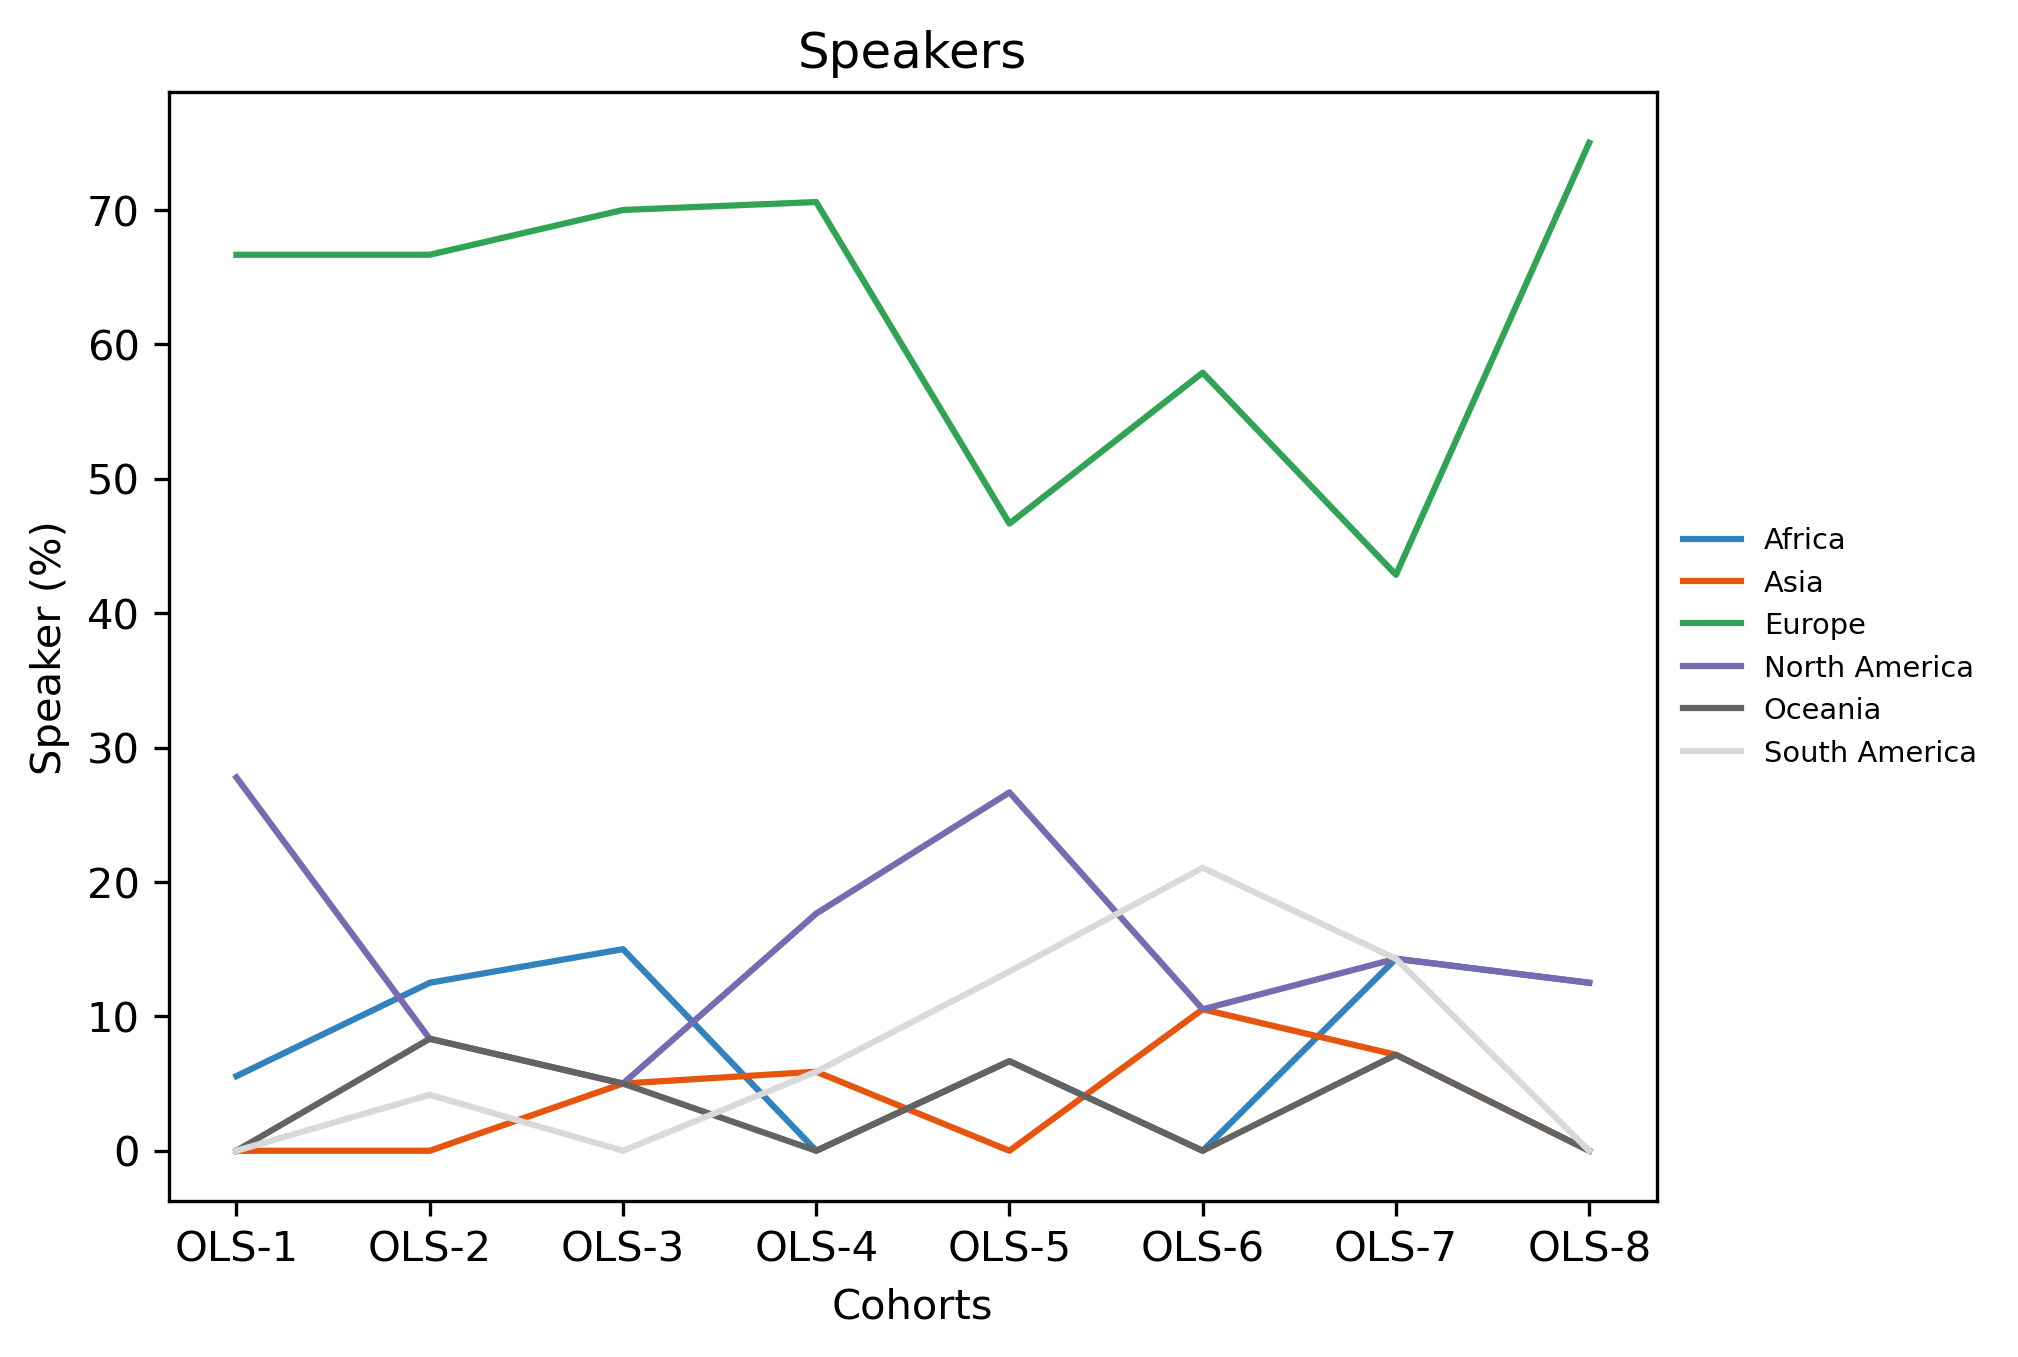 Speakers
Speaker (%)
70
60
50
40
30
20
10
0
OLS-1 OLS-2 OLS-3 OLS-4 OLS-5 OLS-6 OLS-7 OLS-8
Cohorts
Africa
Asia
Europe
North America
Oceania
South America